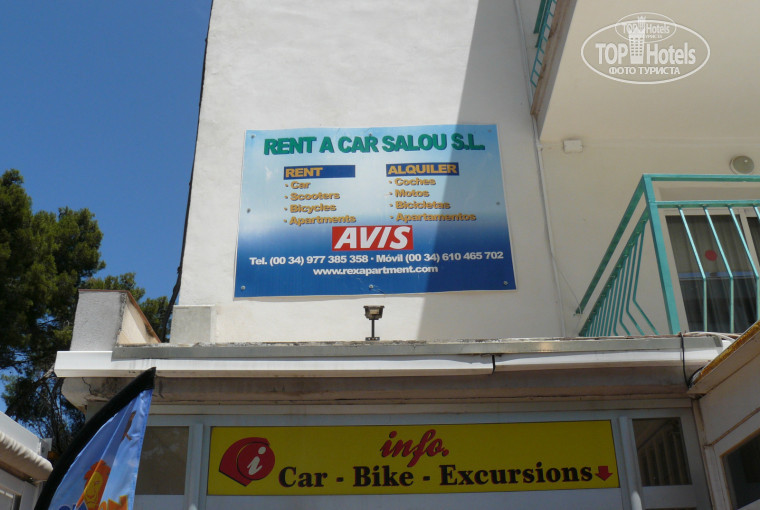 TOP Hotels
ФОТО ТУРИСТА
RENT A CAR SALOU S.L.
RENT
· Car
· Scooters
· Bicycles
· Apartments
ALQUILER
· Coches
· Motos
· Bicicletas
· Apartamentos
AVIS
Tel. (00 34) 977 385 358 · Móvil (00 34) 610 465 702
www.rexapartment.com
info.
i Car - Bike - Excursions